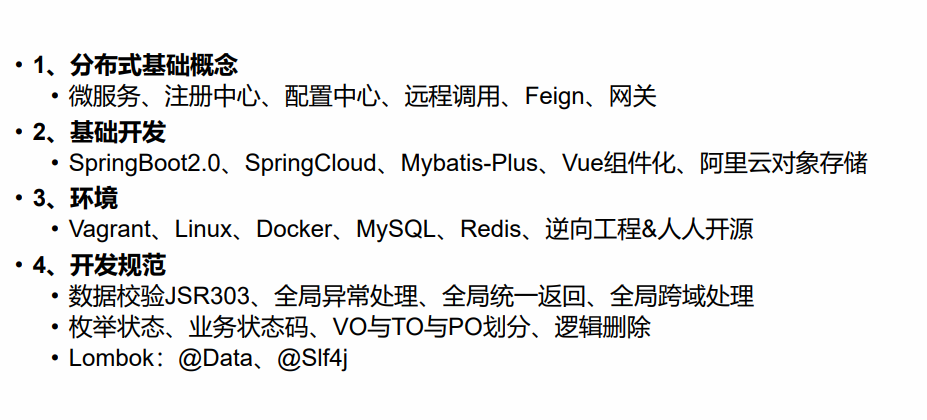 • 1、分布式基础概念
• 微服务、注册中心、配置中心、远程调用、Feign、网关
• 2、基础开发
• SpringBoot2.0、SpringCloud、Mybatis-Plus、Vue组件化、阿里云对象存储
• 3、环境
• Vagrant、Linux、Docker、MySQL、Redis、逆向工程&人人开源
• 4、开发规范
• 数据校验JSR303、全局异常处理、全局统一返回、全局跨域处理
• 枚举状态、业务状态码、VO与TO与PO划分、逻辑删除
• Lombok：@Data、@Slf4j